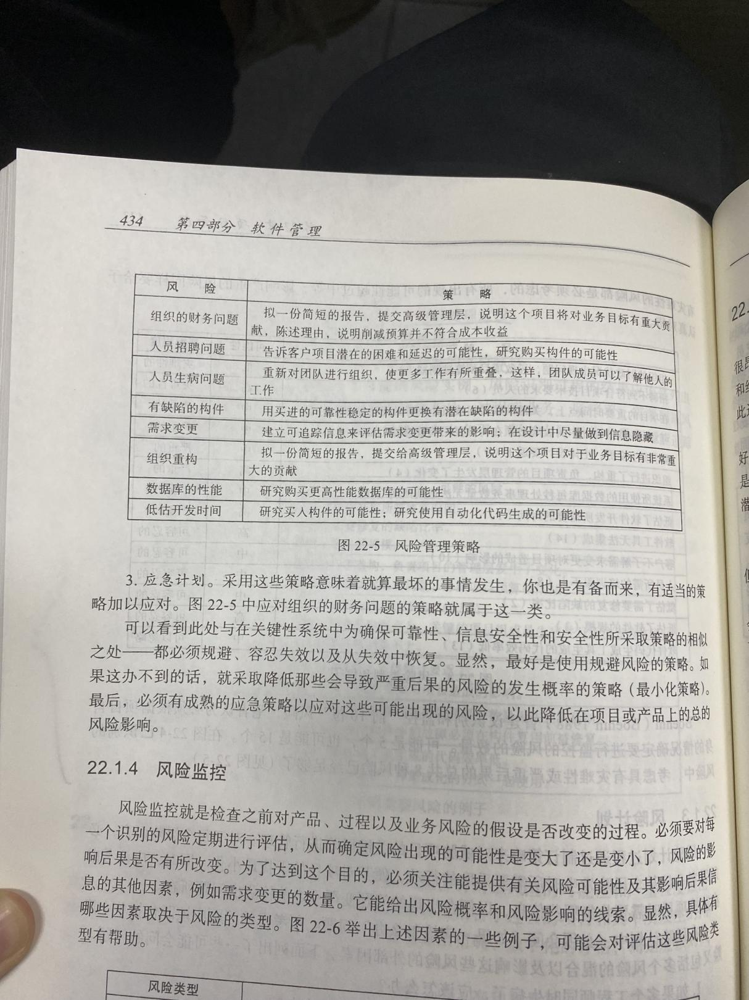 434 第四部分 软件管理
风 险 策 略
组织的财务问题 拟一份简短的报告，提交高级管理层，说明这个项目将对业务目标有重大贡
献，陈述理由，说明削减预算并不符合成本收益
人员招聘问题 告诉客户项目潜在的困难和延迟的可能性，研究购买构件的可能性
人员生病问题 重新对团队进行组织，使更多工作有所重叠，这样，团队成员可以了解他人的
工作
有缺陷的构件 用买进的可靠性稳定的构件更换有潜在缺陷的构件
需求变更 建立可追踪信息来评估需求变更带来的影响；在设计中尽量做到信息隐藏
组织重构 拟一份简短的报告，提交给高级管理层，说明这个项目对于业务目标有非常重
大的贡献
数据库的性能 研究购买更高性能数据库的可能性
低估开发时间 研究买入构件的可能性；研究使用自动化代码生成的可能性
图 22-5 风险管理策略
3. 应急计划。采用这些策略意味着就算最坏的事情发生，你也是有备而来，有适当的策
略加以应对。图 22-5 中应对组织的财务问题的策略就属于这一类。
可以看到此处与在关键性系统中为确保可靠性、信息安全性和安全性所采取策略的相似
之处——都必须规避、容忍失效以及从失效中恢复。显然，最好是使用规避风险的策略。如
果这办不到的话，就采取降低那些会导致严重后果的风险的发生概率的策略（最小化策略）。
最后，必须有成熟的应急策略以应对这些可能出现的风险，以此降低在项目或产品上的总的
风险影响。
22.1.4 风险监控
风险监控就是检查之前对产品、过程以及业务风险的假设是否改变的过程。必须要对每
一个识别的风险定期进行评估，从而确定风险出现的可能性是变大了还是变小了，风险的影
响后果是否有所改变。为了达到这个目的，必须关注能提供有关风险可能性及其影响后果信
息的其他因素，例如需求变更的数量。它能给出风险概率和风险影响的线索。显然，具体有
哪些因素取决于风险的类型。图 22-6 举出上述因素的一些例子，可能会对评估这些风险类
型有帮助。
风险类型
22.
很
和
此
好
是
潜